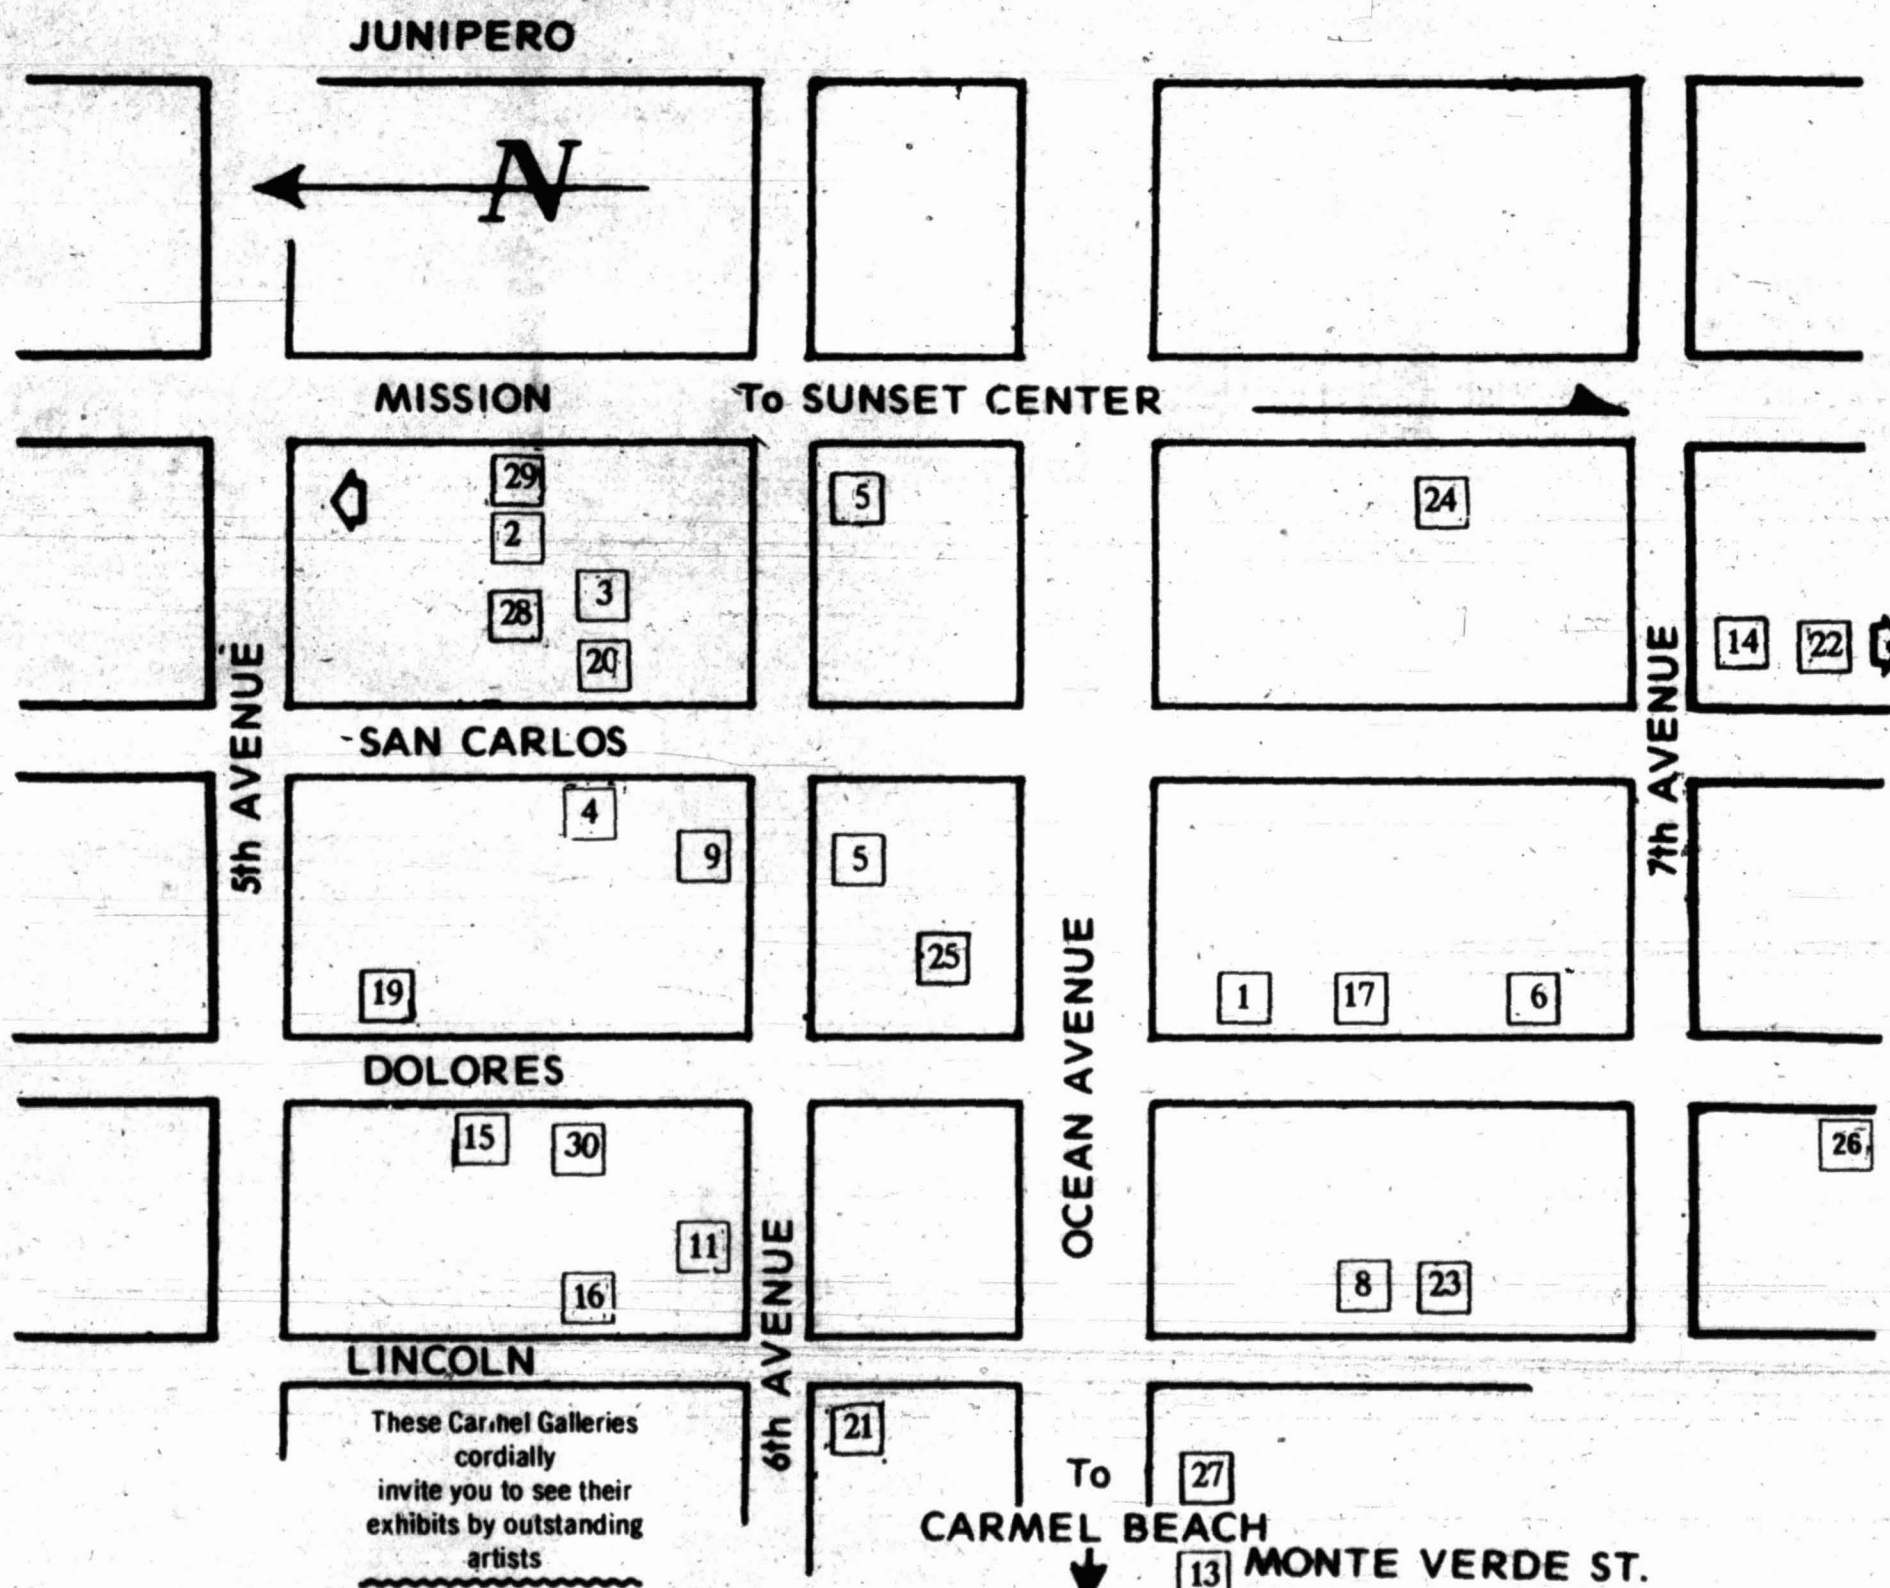 JUNIPERO
N
MISSION
To SUNSET CENTER
29
5
24
2
3
28
14
22
20
5th AVENUE
7th AVENUE
SAN CARLOS
4
9
5
25
19
1
17
6
OCEAN AVENUE
DOLORES
15
30
26
11
16
8
23
6th AVENUE
LINCOLN
These Carmel Galleries
cordially
invite you to see their
exhibits by outstanding
artists
21
To
27
CARMEL BEACH
13
MONTE VERDE ST.